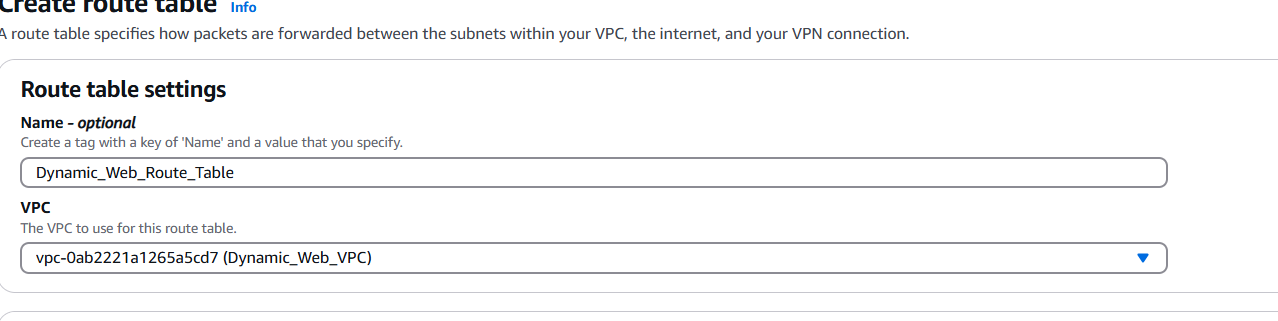 Create route table Info
A route table specifies how packets are forwarded between the subnets within your VPC, the internet, and your VPN connection.
Route table settings
Name - optional
Create a tag with a key of 'Name' and a value that you specify.
Dynamic_Web_Route_Table
VPC
The VPC to use for this route table.
vpc-0ab2221a1265a5cd7 (Dynamic_Web_VPC)